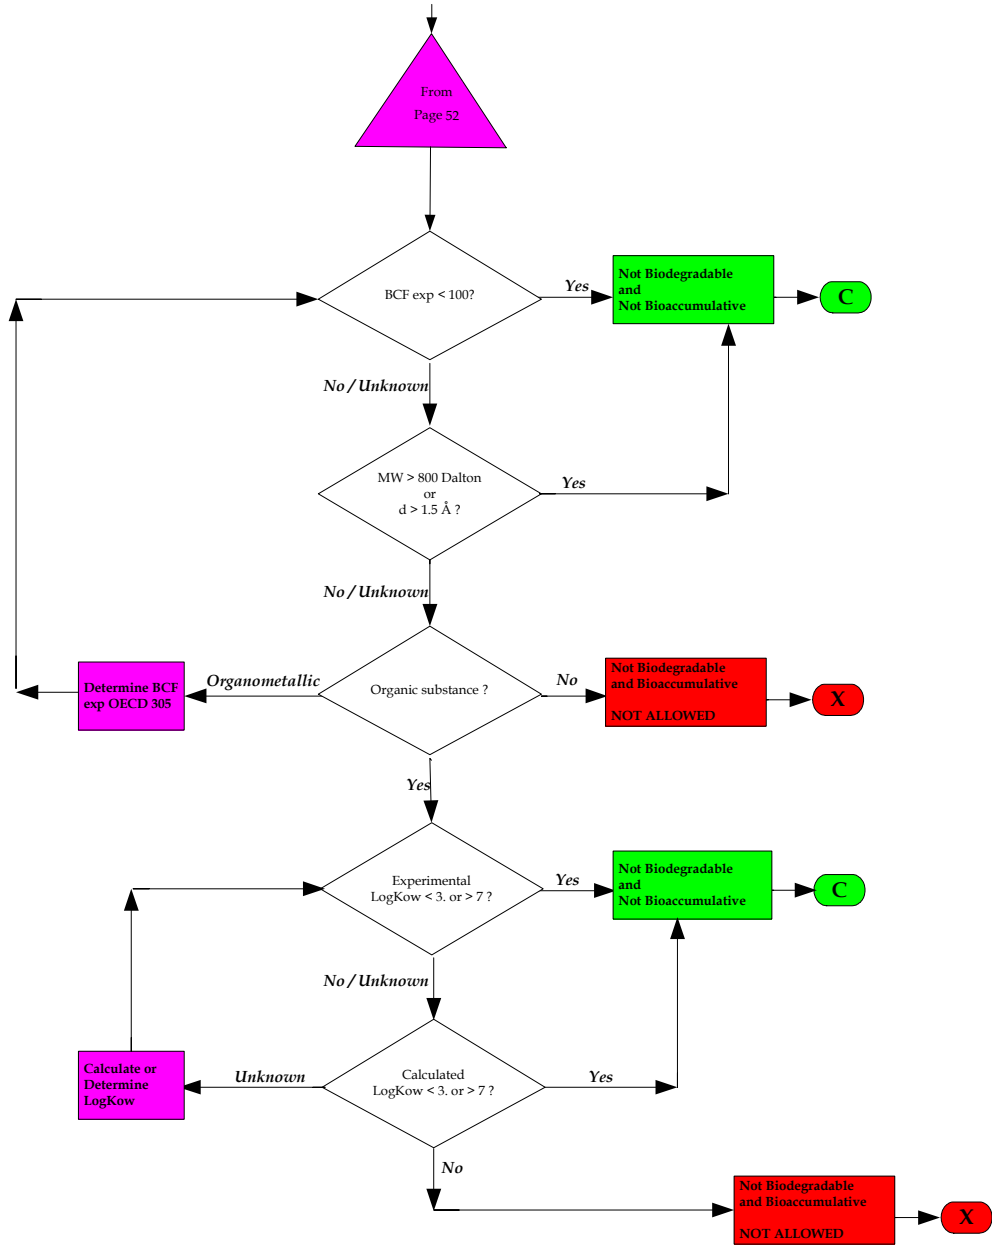 From
Page 52
BCF exp < 100?
Yes
Not Biodegradable
and
Not Bioaccumulative
C
No / Unknown
MW > 800 Dalton
or
d > 1.5 Å ?
Yes
No / Unknown
Organic substance ?
Organometallic
Determine BCF
exp OECD 305
No
Not Biodegradable
and Bioaccumulative
NOT ALLOWED
X
Yes
Experimental
LogKow < 3. or > 7 ?
Yes
Not Biodegradable
and
Not Bioaccumulative
C
No / Unknown
Calculated
LogKow < 3. or > 7 ?
Unknown
Calculate or
Determine
LogKow
Yes
No
Not Biodegradable
and Bioaccumulative
NOT ALLOWED
X